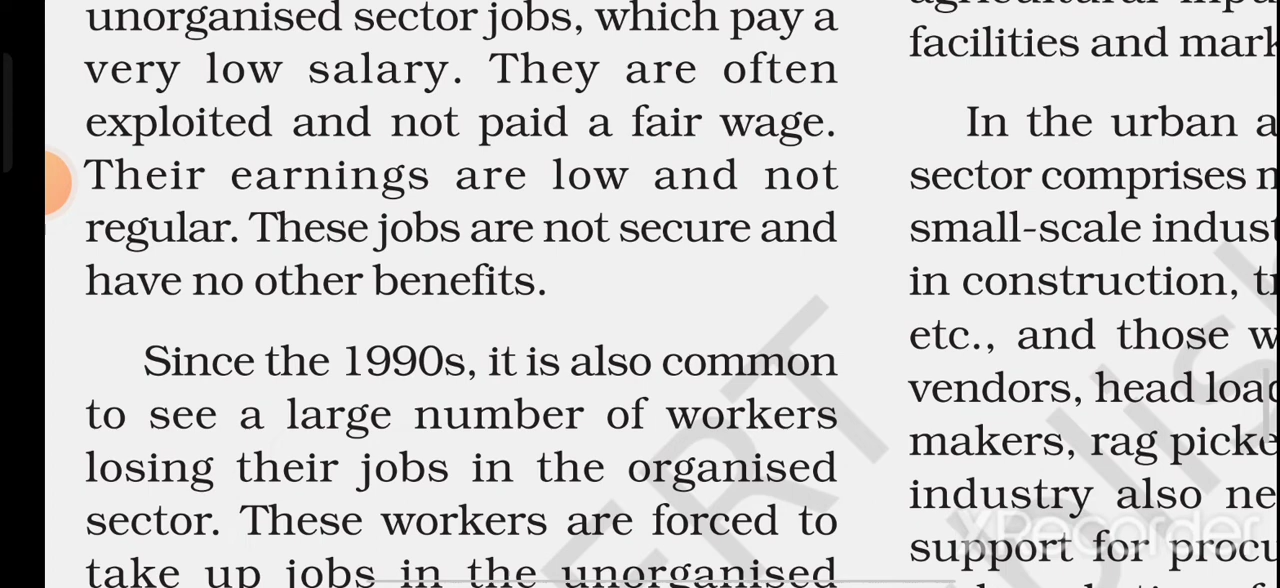 unorganised sector jobs, which pay a
very low salary. They are often
exploited and not paid a fair wage.
Their earnings are low and not
regular. These jobs are not secure and
have no other benefits.
Since the 1990s, it is also common
to see a large number of workers
losing their jobs in the organised
sector. These workers are forced to
take up jobs in the unorganised
facilities and mark
In the urban a
sector comprises
small-scale indust
in construction,
etc., and those w
vendors, head load
makers, rag picke
industry also ne
support for procu
XRecorder